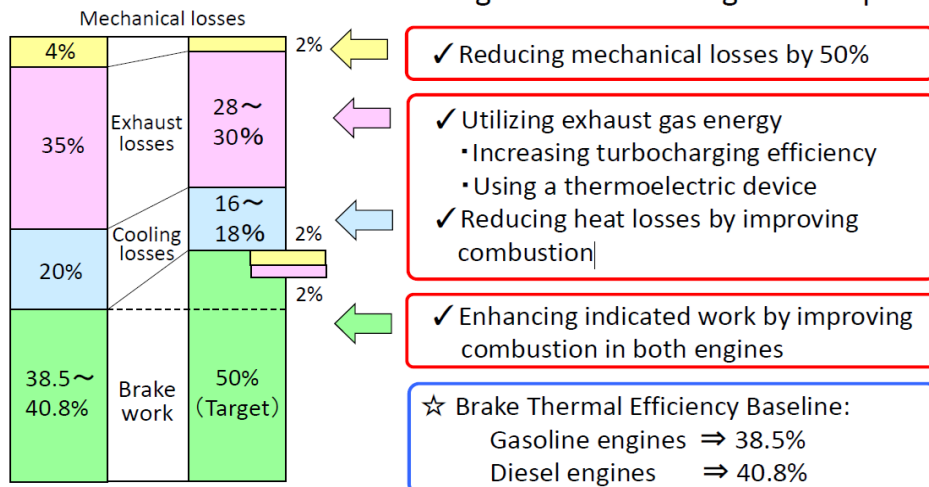 Mechanical losses
4%
2%
✓Reducing mechanical losses by 50%
35%
Exhaust
losses
28～
30%
✓Utilizing exhaust gas energy
・Increasing turbocharging efficiency
・Using a thermoelectric device
✓Reducing heat losses by improving
combustion
20%
Cooling
losses
16～
18%
2%
2%
✓Enhancing indicated work by improving
combustion in both engines
38.5～
40.8%
Brake
work
50%
(Target)
☆ Brake Thermal Efficiency Baseline:
Gasoline engines ⇒ 38.5%
Diesel engines ⇒ 40.8%